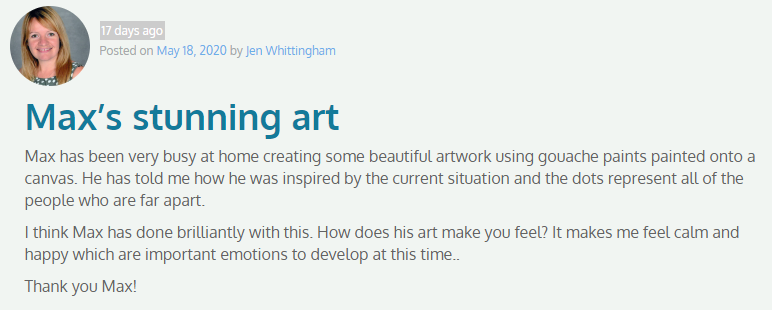 17 days ago
Posted on May 18, 2020 by Jen Whittingham
Max's stunning art
Max has been very busy at home creating some beautiful artwork using gouache paints painted onto a
canvas. He has told me how he was inspired by the current situation and the dots represent all of the
people who are far apart.
I think Max has done brilliantly with this. How does his art make you feel? It makes me feel calm and
happy which are important emotions to develop at this time..
Thank you Max!